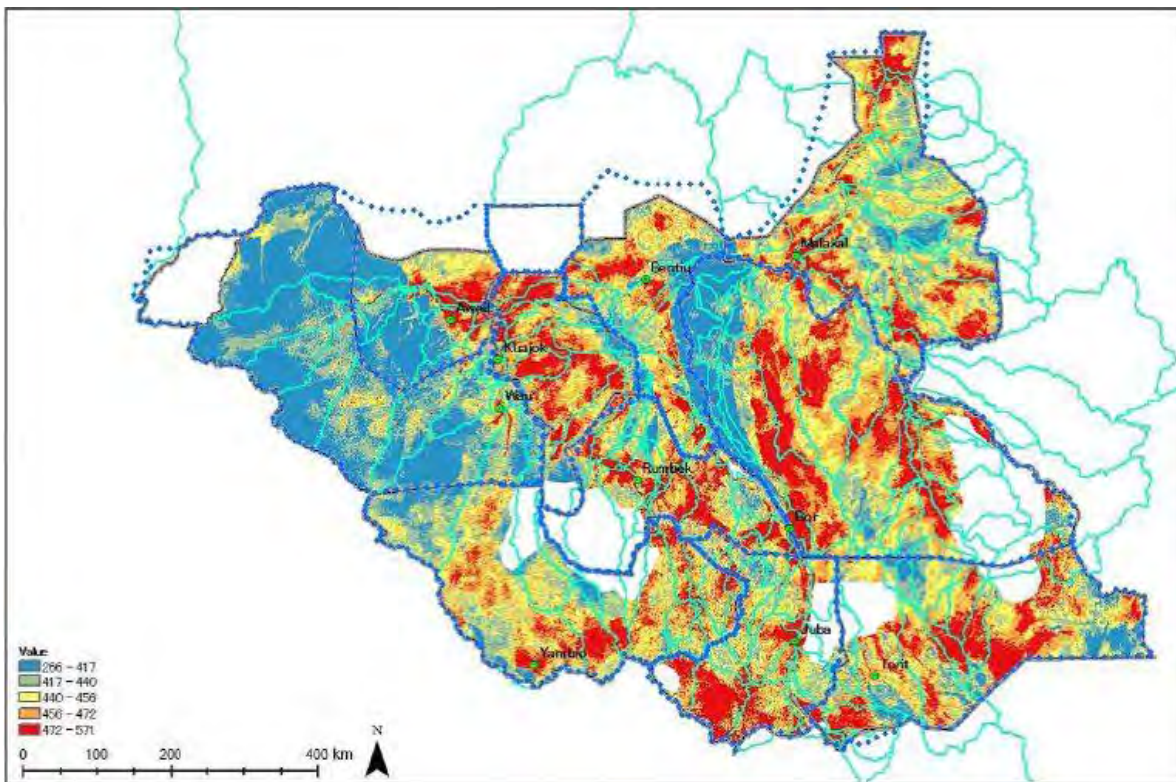 Malakal
Bentiu
Aweil
Kuajok
Wau
Rumbek
Bor
Juba
Yambio
Torit
Value
266 – 417
417 – 440
440 – 456
456 – 472
472 – 571
N
0 100 200 400 km